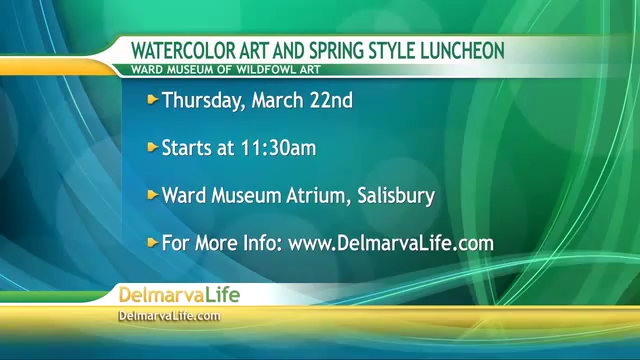 WATERCOLOR ART AND SPRING STYLE LUNCHEON
WARD MUSEUM OF WILDFOWL ART
Thursday, March 22nd
Starts at 11:30am
Ward Museum Atrium, Salisbury
For More Info: www.DelmarvaLife.com
DelmarvaLife
DelmarvaLife.com